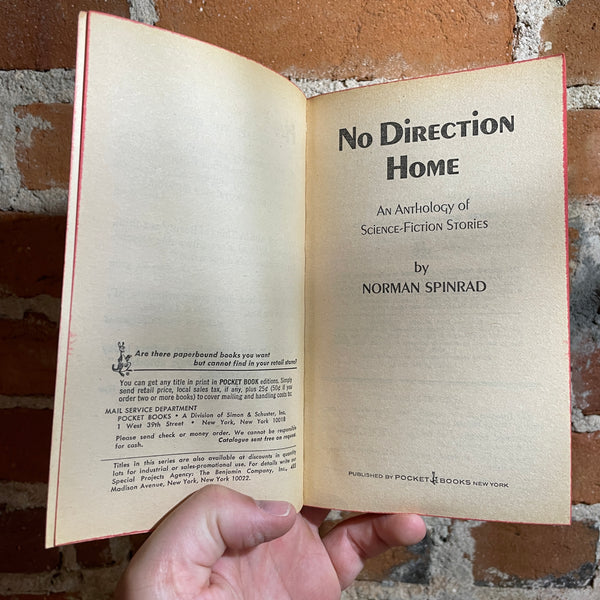 Are there paperbound books you want
but cannot find in your retail stores?
You can get any title in print in POCKET BOOK editions. Simply
send retail price, local sales tax, if any, plus 25¢ (50¢ if you
order two or more books) to cover mailing and handling costs to:
MAIL SERVICE DEPARTMENT
POCKET BOOKS • A Division of Simon & Schuster, Inc.
1 West 39th Street • New York, New York 10018
Please send check or money order. We cannot be responsible
for cash. Catalogue sent free on request.
Titles in this series are also available at discounts in quantity
lots for industrial or sales-promotional use. For details write our
Special Projects Agency: The Benjamin Company, Inc., 485
Madison Avenue, New York, New York 10022.
No Direction
Home
An Anthology of
Science-Fiction Stories
by
NORMAN SPINRAD
PUBLISHED BY POCKET BOOKS NEW YORK